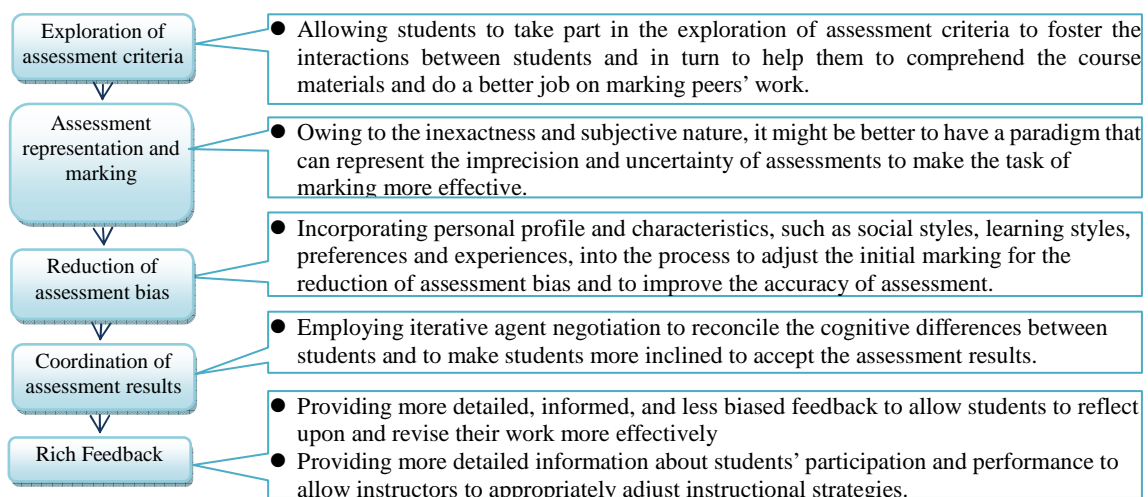 Exploration of
assessment criteria
● Allowing students to take part in the exploration of assessment criteria to foster the
interactions between students and in turn to help them to comprehend the course
materials and do a better job on marking peers’ work.
Assessment
representation and
marking
● Owing to the inexactness and subjective nature, it might be better to have a paradigm that
can represent the imprecision and uncertainty of assessments to make the task of
marking more effective.
Reduction of
assessment bias
● Incorporating personal profile and characteristics, such as social styles, learning styles,
preferences and experiences, into the process to adjust the initial marking for the
reduction of assessment bias and to improve the accuracy of assessment.
Coordination of
assessment results
● Employing iterative agent negotiation to reconcile the cognitive differences between
students and to make students more inclined to accept the assessment results.
Rich Feedback
● Providing more detailed, informed, and less biased feedback to allow students to reflect
upon and revise their work more effectively
● Providing more detailed information about students’ participation and performance to
allow instructors to appropriately adjust instructional strategies.